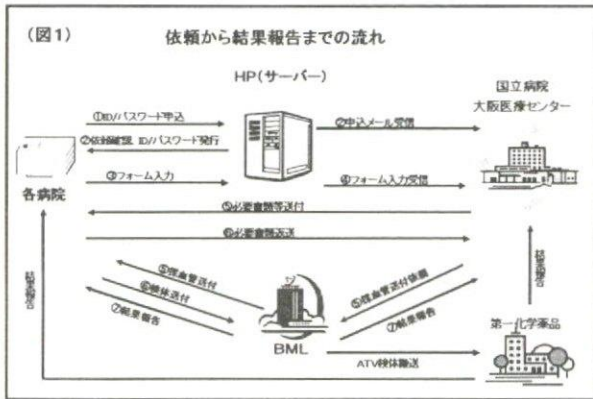 (図1)
依頼から結果報告までの流れ
HP(サーバー)
国立病院
大阪医療センター
①ID/パスワード申込
②申込メール受信
②依頼確認、ID/パスワード発行
③フォーム入力
④フォーム入力受信
各病院
⑤必要書類等送付
⑥必要書類返送
⑤採血管送付
⑥検体送付
⑦結果報告
⑤採血管送付依頼
⑦結果報告
結果報告
結果報告
BML
第一化学薬品
ATV検体搬送